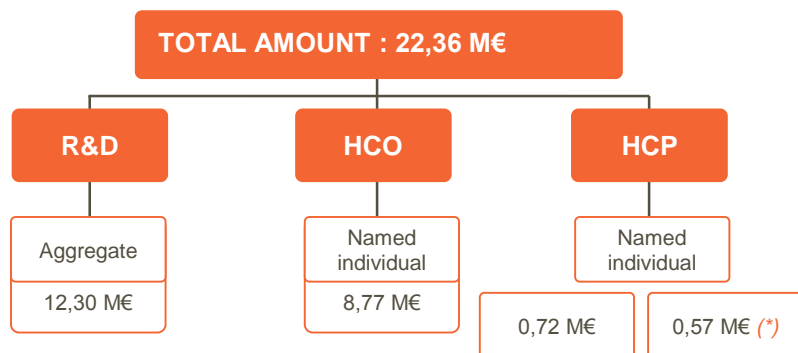 TOTAL AMOUNT : 22,36 M€
R&D
HCO
HCP
Aggregate
Named
individual
Named
individual
12,30 M€
8,77 M€
0,72 M€
0,57 M€ (*)